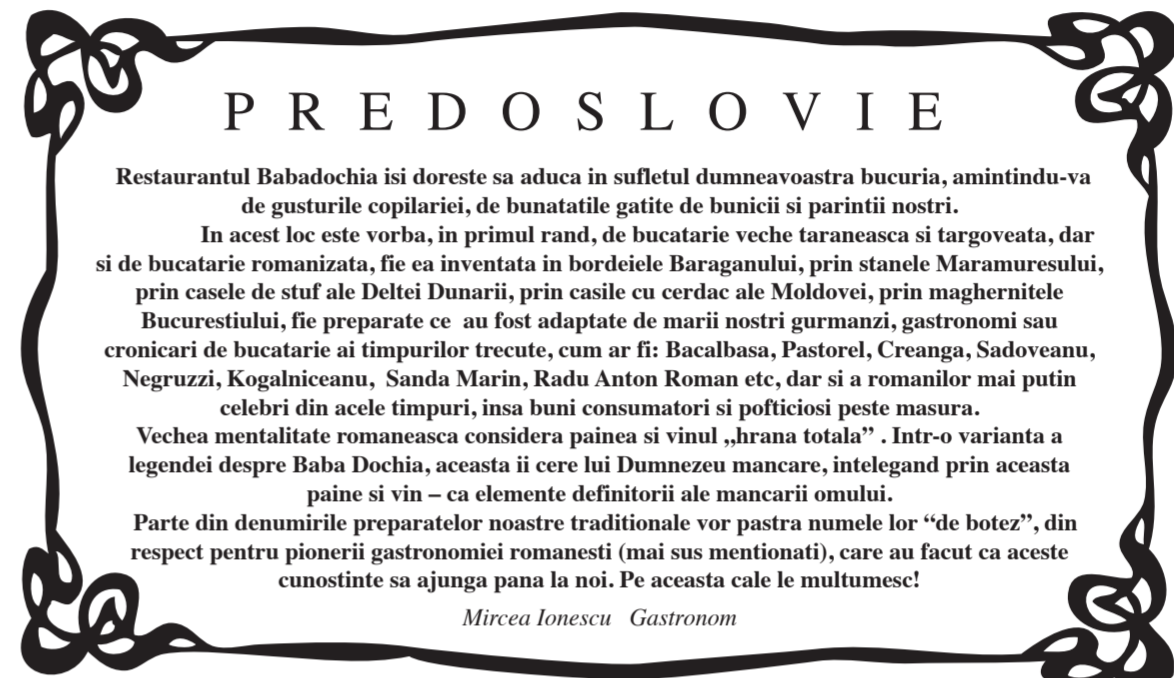 PREDOSLOVIE
Restaurantul Babadochia isi doreste sa aduca in sufletul dumneavoastra bucuria, amintindu-va
de gusturile copilariei, de bunatatile gatite de bunicii si parintii nostri.
In acest loc este vorba, in primul rand, de bucatarie veche taraneasca si targoveata, dar
si de bucatarie romanizata, fie ea inventata in bordeiele Baraganului, prin stanele Maramuresului,
prin casele de stuf ale Deltei Dunarii, prin casile cu cerdac ale Moldovei, prin maghernitele
Bucurestiului, fie preparate ce au fost adaptate de marii nostri gurmanzi, gastronomi sau
cronicari de bucatarie ai timpurilor trecute, cum ar fi: Bacalbasa, Pastorel, Creanga, Sadoveanu,
Negruzzi, Kogalniceanu, Sanda Marin, Radu Anton Roman etc, dar si a romanilor mai putin
celebri din acele timpuri, insa buni consumatori si pofticiosi peste masura.
Vechea mentalitate romaneasca considera painea si vinul „hrana totala” . Intr-o varianta a
legendei despre Baba Dochia, aceasta ii cere lui Dumnezeu mancare, intelegand prin aceasta
paine si vin – ca elemente definitorii ale mancarii omului.
Parte din denumirile preparatelor noastre traditionale vor pastra numele lor “de botez”, din
respect pentru pionerii gastronomiei romanesti (mai sus mentionati), care au facut ca aceste
cunostinte sa ajunga pana la noi. Pe aceasta cale le multumesc!
Mircea Ionescu Gastronom